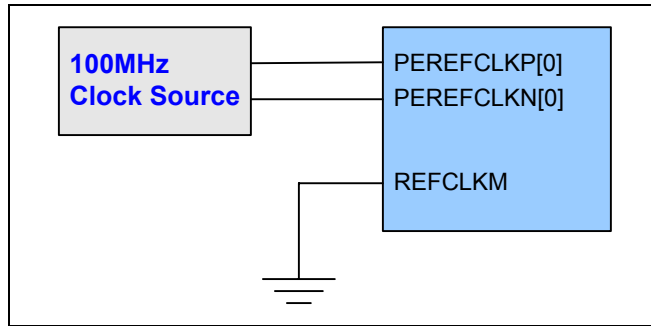 100MHz
Clock Source
PEREFCLKP[0]
PEREFCLKN[0]
REFCLKM